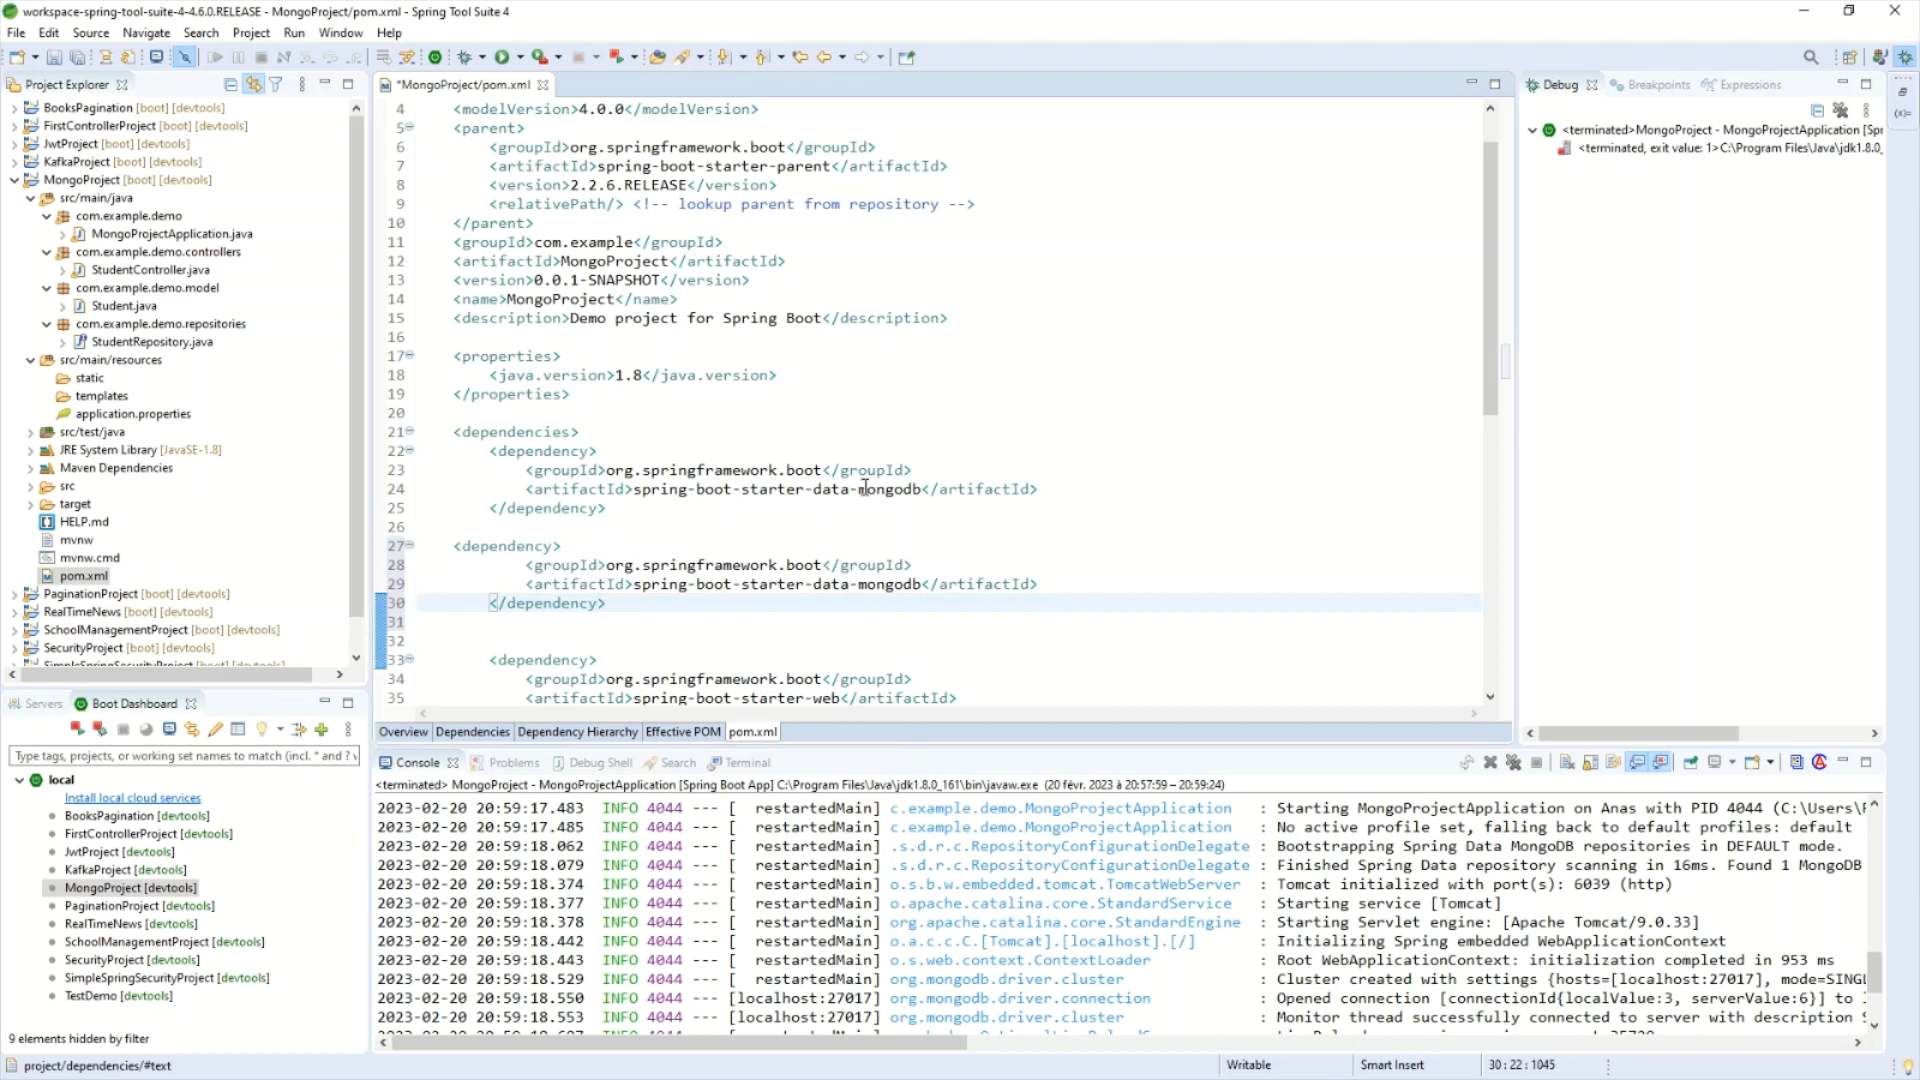 workspace-spring-tool-suite-4-4.6.0.RELEASE - MongoProject/pom.xml - Spring Tool Suite 4
File Edit Source Navigate Search Project Run Window Help
Project Explorer
BooksPagination [boot] [devtools]
FirstControllerProject [boot] [devtools]
JwtProject [boot] [devtools]
KafkaProject [boot] [devtools]
MongoProject [boot] [devtools]
src/main/java
com.example.demo
MongoProjectApplication.java
com.example.demo.controllers
StudentController.java
com.example.demo.model
Student.java
com.example.demo.repositories
StudentRepository.java
src/main/resources
static
templates
application.properties
src/test/java
JRE System Library [JavaSE-1.8]
Maven Dependencies
src
target
HELP.md
mvnw
mvnw.cmd
pom.xml
PaginationProject [boot] [devtools]
RealTimeNews [boot] [devtools]
SchoolManagementProject [boot] [devtools]
SecurityProject [boot] [devtools]
SimpleSpringSecurityProject [boot] [devtools]
*MongoProject/pom.xml
4 <modelVersion>4.0.0</modelVersion>
5 <parent>
6 <groupId>org.springframework.boot</groupId>
7 <artifactId>spring-boot-starter-parent</artifactId>
8 <version>2.2.6.RELEASE</version>
9 <relativePath/> <!-- lookup parent from repository -->
10 </parent>
11 <groupId>com.example</groupId>
12 <artifactId>MongoProject</artifactId>
13 <version>0.0.1-SNAPSHOT</version>
14 <name>MongoProject</name>
15 <description>Demo project for Spring Boot</description>
16
17 <properties>
18 <java.version>1.8</java.version>
19 </properties>
20
21 <dependencies>
22 <dependency>
23 <groupId>org.springframework.boot</groupId>
24 <artifactId>spring-boot-starter-data-mongodb</artifactId>
25 </dependency>
26
27 <dependency>
28 <groupId>org.springframework.boot</groupId>
29 <artifactId>spring-boot-starter-data-mongodb</artifactId>
30 </dependency>
31
32
33 <dependency>
34 <groupId>org.springframework.boot</groupId>
35 <artifactId>spring-boot-starter-web</artifactId>
Overview Dependencies Dependency Hierarchy Effective POM pom.xml
Debug Breakpoints Expressions
<terminated>MongoProject - MongoProjectApplication [Spr
<terminated, exit value: 1>C:\Program Files\Java\jdk1.8.0_
(x)=
Servers Boot Dashboard
Type tags, projects, or working set names to match (incl. * and ?
local
Install local cloud services
BooksPagination [devtools]
FirstControllerProject [devtools]
JwtProject [devtools]
KafkaProject [devtools]
MongoProject [devtools]
PaginationProject [devtools]
RealTimeNews [devtools]
SchoolManagementProject [devtools]
SecurityProject [devtools]
SimpleSpringSecurityProject [devtools]
TestDemo [devtools]
9 elements hidden by filter
Console Problems Debug Shell Search Terminal
<terminated> MongoProject - MongoProjectApplication [Spring Boot App] C:\Program Files\Java\jdk1.8.0_161\bin\javaw.exe (20 févr. 2023 à 20:57:59 – 20:59:24)
2023-02-20 20:59:17.483 INFO 4044 --- [ restartedMain] c.example.demo.MongoProjectApplication : Starting MongoProjectApplication on Anas with PID 4044 (C:\Users\
2023-02-20 20:59:17.485 INFO 4044 --- [ restartedMain] c.example.demo.MongoProjectApplication : No active profile set, falling back to default profiles: default
2023-02-20 20:59:18.062 INFO 4044 --- [ restartedMain] .s.d.r.c.RepositoryConfigurationDelegate : Bootstrapping Spring Data MongoDB repositories in DEFAULT mode.
2023-02-20 20:59:18.079 INFO 4044 --- [ restartedMain] .s.d.r.c.RepositoryConfigurationDelegate : Finished Spring Data repository scanning in 16ms. Found 1 MongoDB
2023-02-20 20:59:18.374 INFO 4044 --- [ restartedMain] o.s.b.w.embedded.tomcat.TomcatWebServer : Tomcat initialized with port(s): 6039 (http)
2023-02-20 20:59:18.377 INFO 4044 --- [ restartedMain] o.apache.catalina.core.StandardService : Starting service [Tomcat]
2023-02-20 20:59:18.378 INFO 4044 --- [ restartedMain] org.apache.catalina.core.StandardEngine : Starting Servlet engine: [Apache Tomcat/9.0.33]
2023-02-20 20:59:18.442 INFO 4044 --- [ restartedMain] o.a.c.c.C.[Tomcat].[localhost].[/] : Initializing Spring embedded WebApplicationContext
2023-02-20 20:59:18.443 INFO 4044 --- [ restartedMain] o.s.web.context.ContextLoader : Root WebApplicationContext: initialization completed in 953 ms
2023-02-20 20:59:18.529 INFO 4044 --- [ restartedMain] org.mongodb.driver.cluster : Cluster created with settings {hosts=[localhost:27017], mode=SINGL
2023-02-20 20:59:18.550 INFO 4044 --- [localhost:27017] org.mongodb.driver.connection : Opened connection [connectionId{localValue:3, serverValue:6}] to
2023-02-20 20:59:18.553 INFO 4044 --- [localhost:27017] org.mongodb.driver.cluster : Monitor thread successfully connected to server with description
project/dependencies/#text
Writable Smart Insert 30 : 22 : 1045